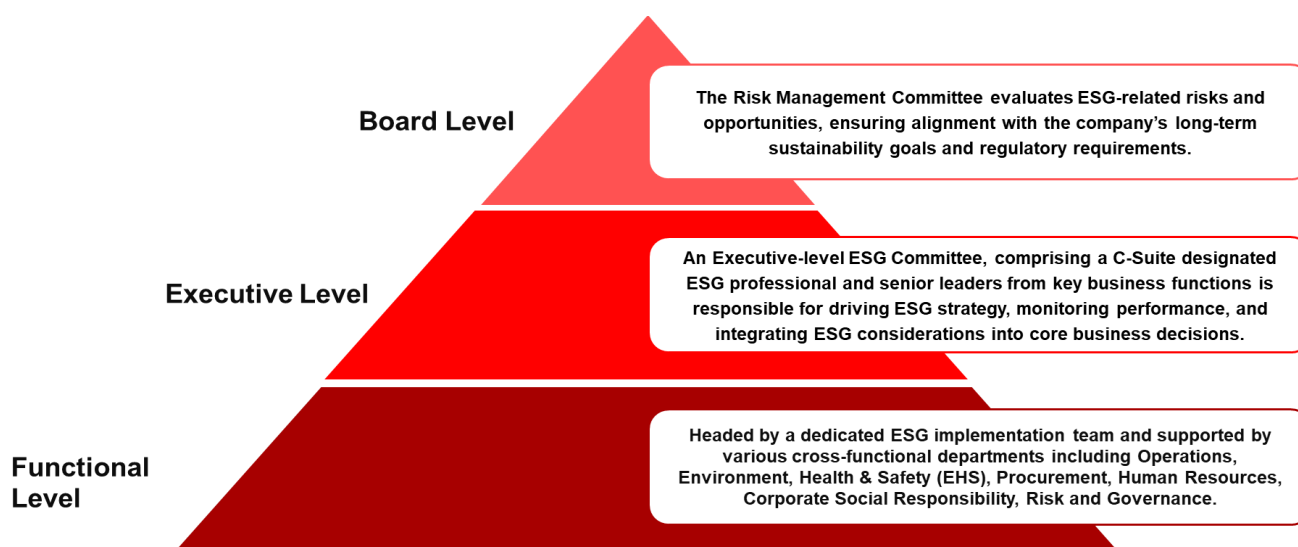 Board Level
The Risk Management Committee evaluates ESG-related risks and
opportunities, ensuring alignment with the company's long-term
sustainability goals and regulatory requirements.
Executive Level
An Executive-level ESG Committee, comprising a C-Suite designated
ESG professional and senior leaders from key business functions is
responsible for driving ESG strategy, monitoring performance, and
integrating ESG considerations into core business decisions.
Functional
Level
Headed by a dedicated ESG implementation team and supported by
various cross-functional departments including Operations,
Environment, Health & Safety (EHS), Procurement, Human Resources,
Corporate Social Responsibility, Risk and Governance.